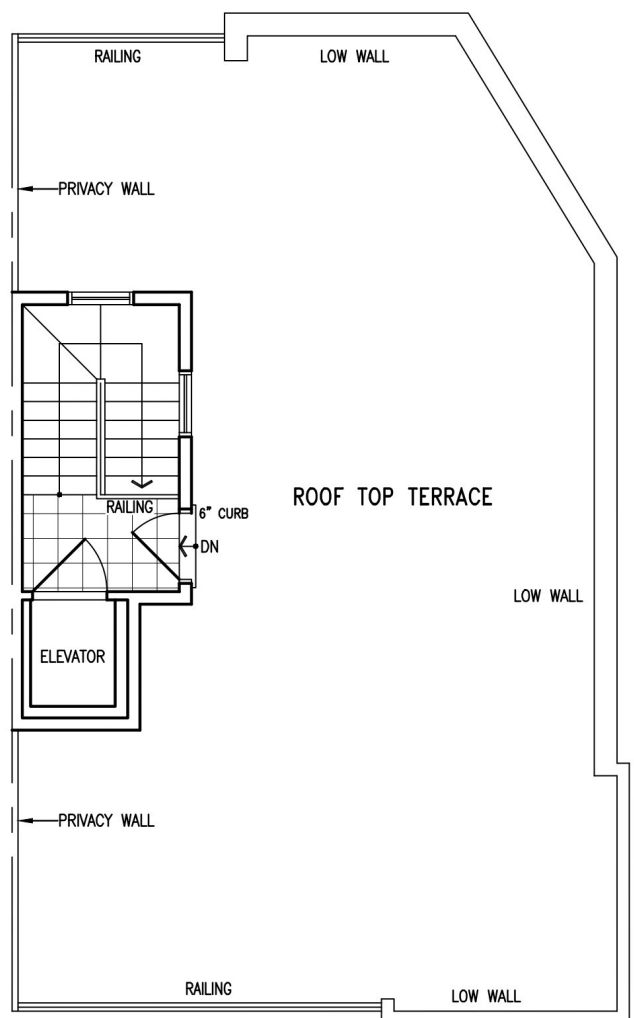 RAILING
LOW WALL
PRIVACY WALL
ROOF TOP TERRACE
RAILING
6" CURB
DN
LOW WALL
ELEVATOR
PRIVACY WALL
RAILING
LOW WALL